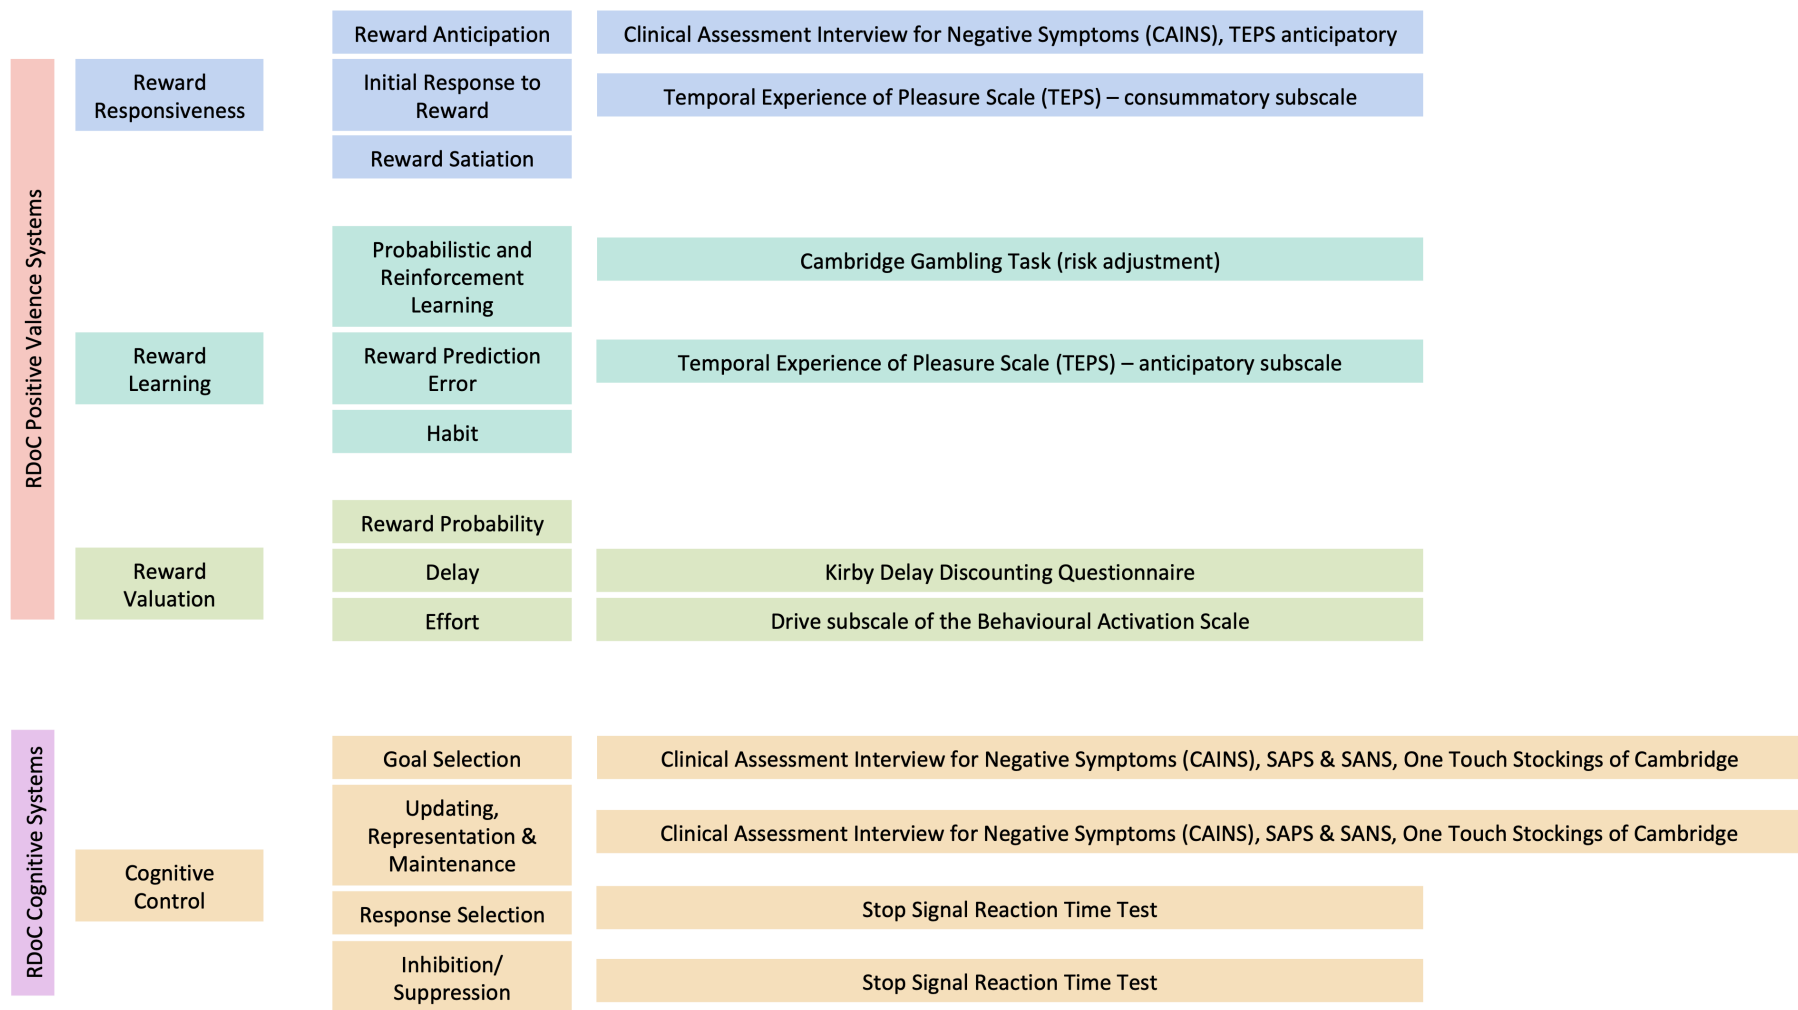 RDoC Positive Valence Systems
Reward
Responsiveness
Reward Anticipation
Clinical Assessment Interview for Negative Symptoms (CAINS), TEPS anticipatory
Initial Response to
Reward
Temporal Experience of Pleasure Scale (TEPS) – consummatory subscale
Reward Satiation
Reward
Learning
Probabilistic and
Reinforcement
Learning
Cambridge Gambling Task (risk adjustment)
Reward Prediction
Error
Temporal Experience of Pleasure Scale (TEPS) – anticipatory subscale
Habit
Reward
Valuation
Reward Probability
Delay
Kirby Delay Discounting Questionnaire
Effort
Drive subscale of the Behavioural Activation Scale
RDoC Cognitive Systems
Cognitive
Control
Goal Selection
Clinical Assessment Interview for Negative Symptoms (CAINS), SAPS & SANS, One Touch Stockings of Cambridge
Updating,
Representation &
Maintenance
Clinical Assessment Interview for Negative Symptoms (CAINS), SAPS & SANS, One Touch Stockings of Cambridge
Response Selection
Stop Signal Reaction Time Test
Inhibition/
Suppression
Stop Signal Reaction Time Test